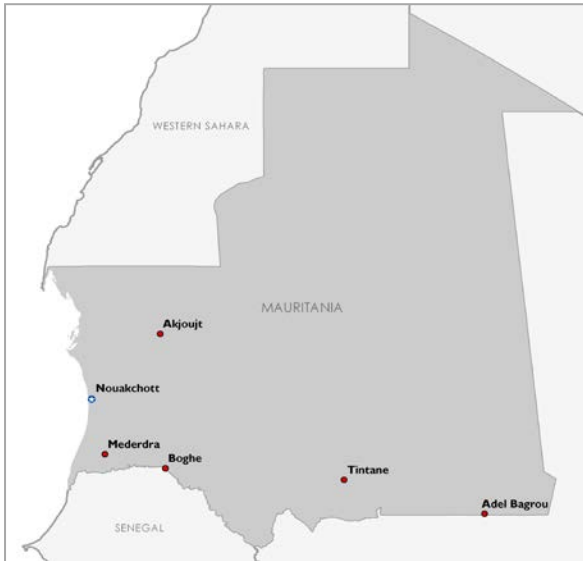 WESTERN SAHARA
MAURITANIA
Akjoujt
Nouakchott
Mederdra
Boghe
Tintane
Adel Bagrou
SENEGAL